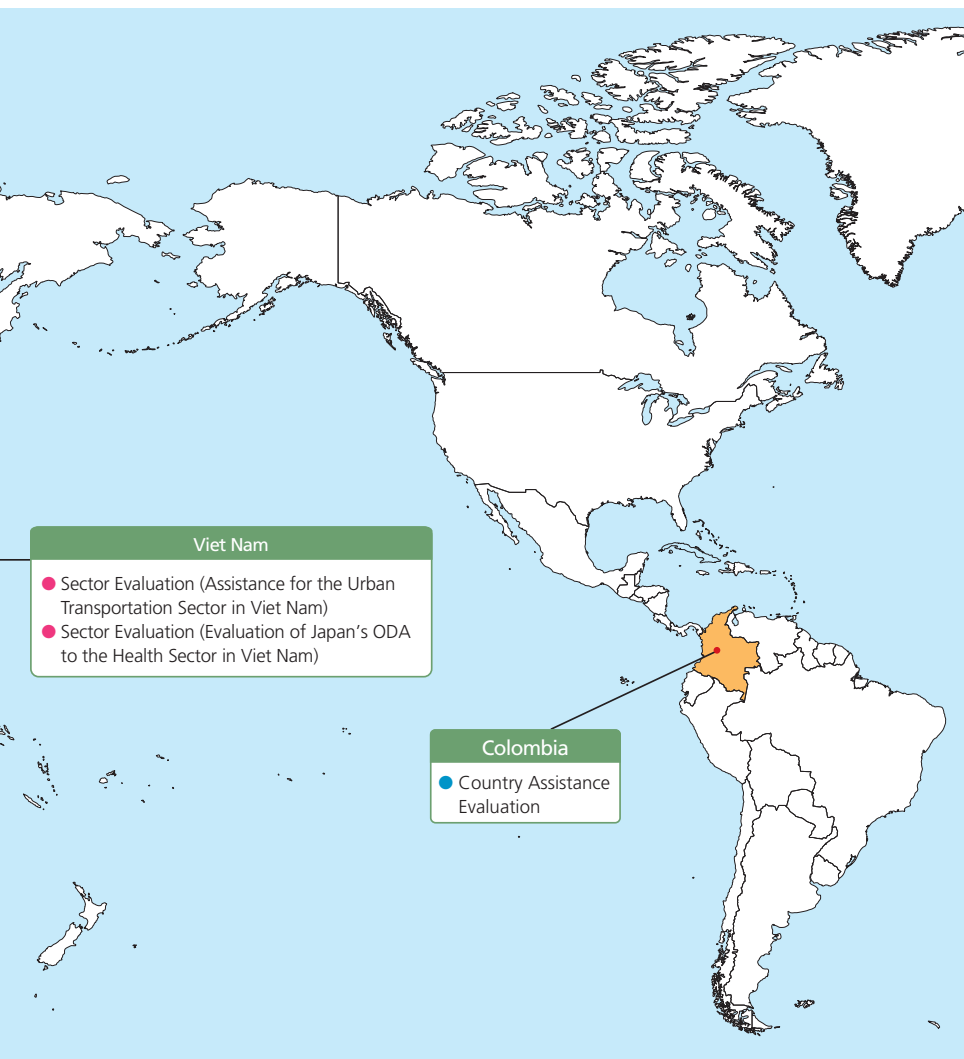 Viet Nam
● Sector Evaluation (Assistance for the Urban
Transportation Sector in Viet Nam)
● Sector Evaluation (Evaluation of Japan's ODA
to the Health Sector in Viet Nam)
Colombia
● Country Assistance
Evaluation